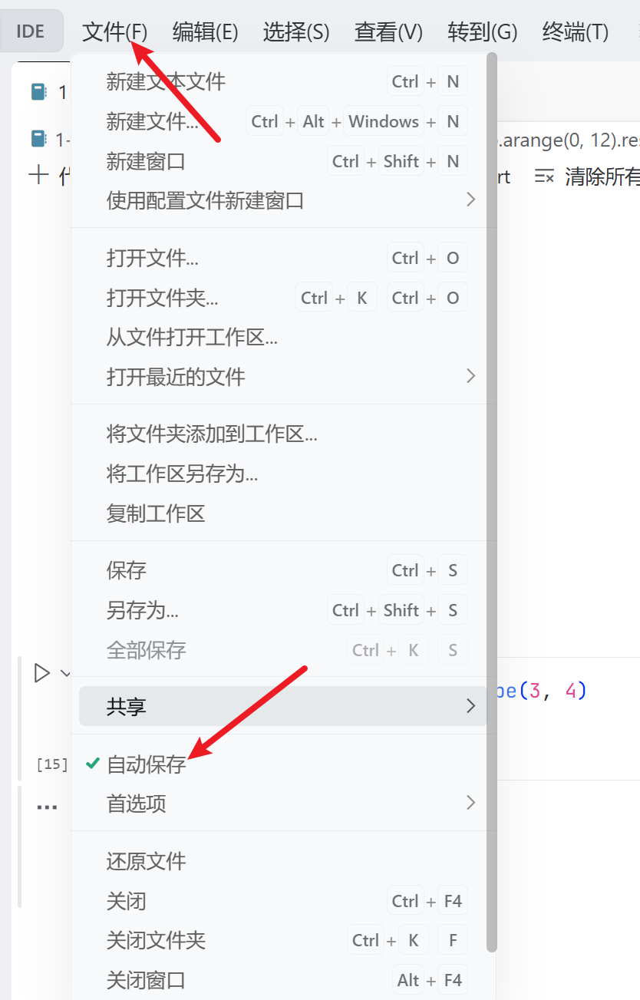 IDE 文件(F) 编辑(E) 选择(S) 查看(V) 转到(G) 终端(T)
新建文本文件 Ctrl + N
新建文件... Ctrl + Alt + Windows + N
新建窗口 Ctrl + Shift + N
使用配置文件新建窗口
打开文件... Ctrl + O
打开文件夹... Ctrl + K Ctrl + O
从文件打开工作区...
打开最近的文件
将文件夹添加到工作区...
将工作区另存为...
复制工作区
保存 Ctrl + S
另存为... Ctrl + Shift + S
全部保存 Ctrl + K S
共享
自动保存
首选项
还原文件
关闭 Ctrl + F4
关闭文件夹 Ctrl + K F
关闭窗口 Alt + F4
1
1-
.arange(0, 12).res
rt 清除所有
pe(3, 4)
[15]
...